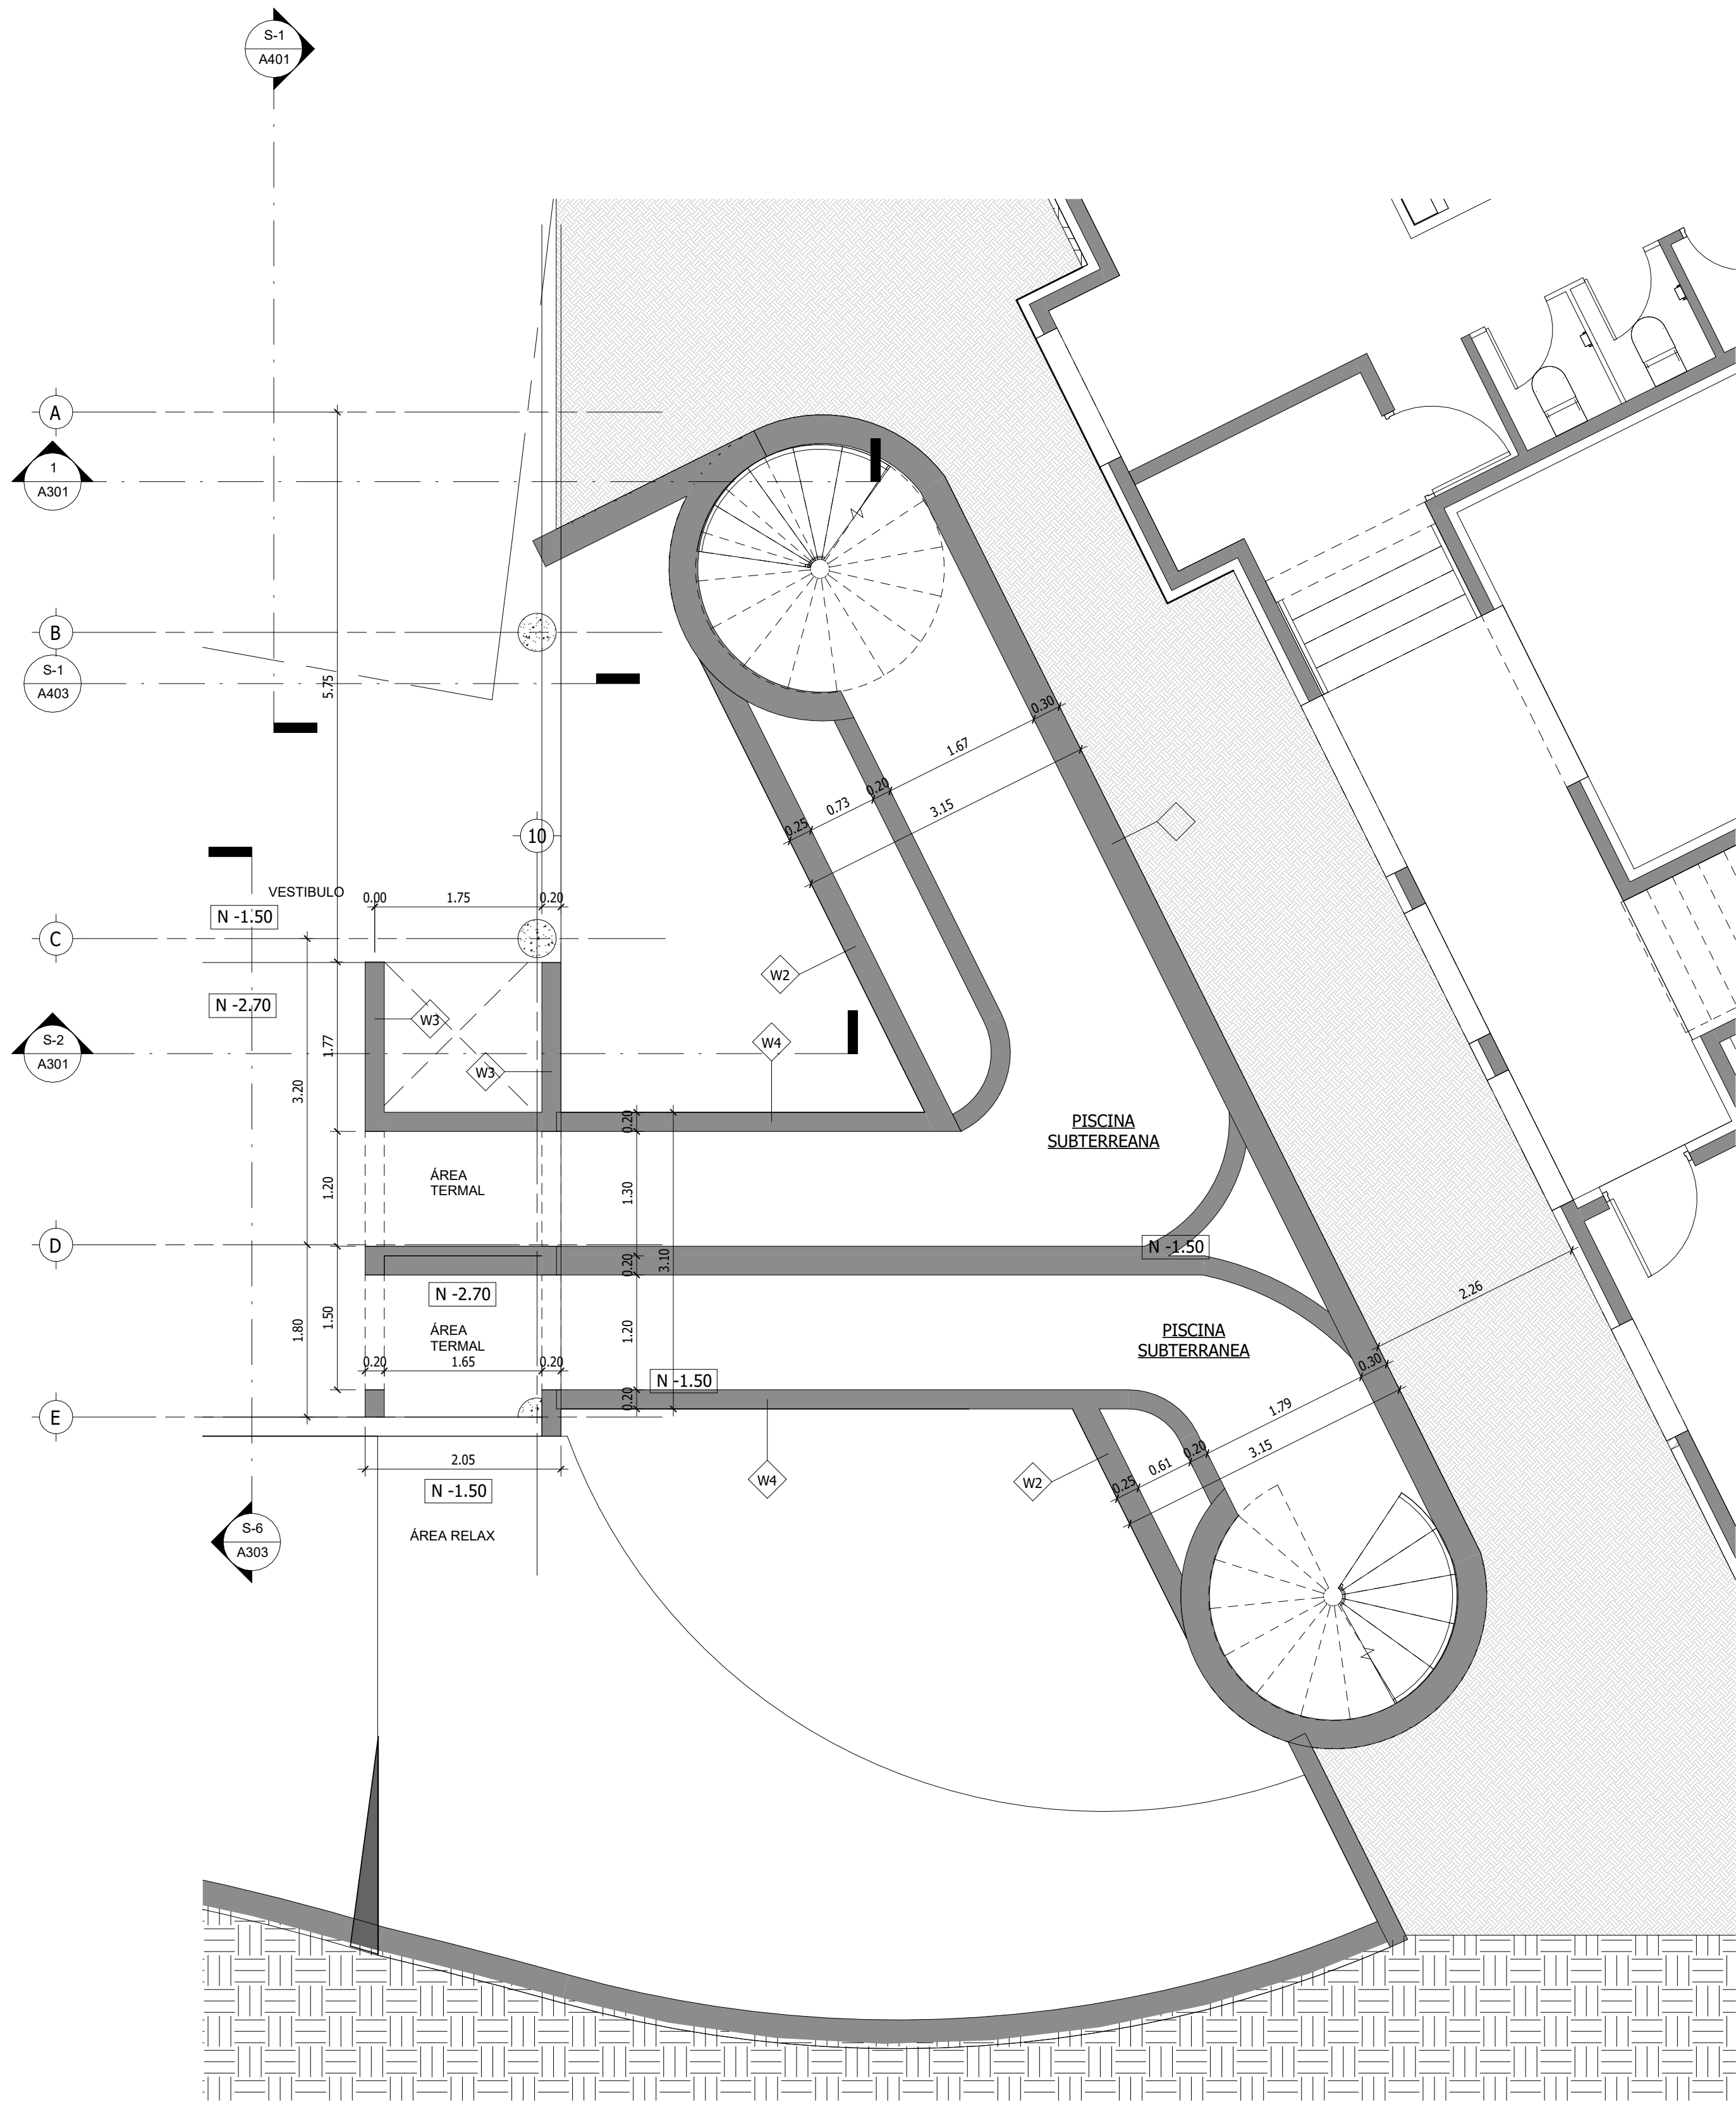 S-1
A401
A
1
A301
B
S-1
A403
5.75
0.30
1.67
0.20
0.73
3.15
0.25
10
VESTIBULO
0.00
1.75
0.20
N -1.50
C
W2
N -2.70
W3
W4
S-2
A301
1.77
W3
3.20
0.20
PISCINA
SUBTERREANA
ÁREA
TERMAL
1.20
1.30
D
N -1.50
0.20
3.10
2.26
N -2.70
1.50
1.80
ÁREA
TERMAL
1.20
PISCINA
SUBTERRANEA
0.20
1.65
0.20
0.30
N -1.50
0.20
1.79
E
0.20
3.15
2.05
0.61
0.25
W4
W2
N -1.50
S-6
A303
ÁREA RELAX